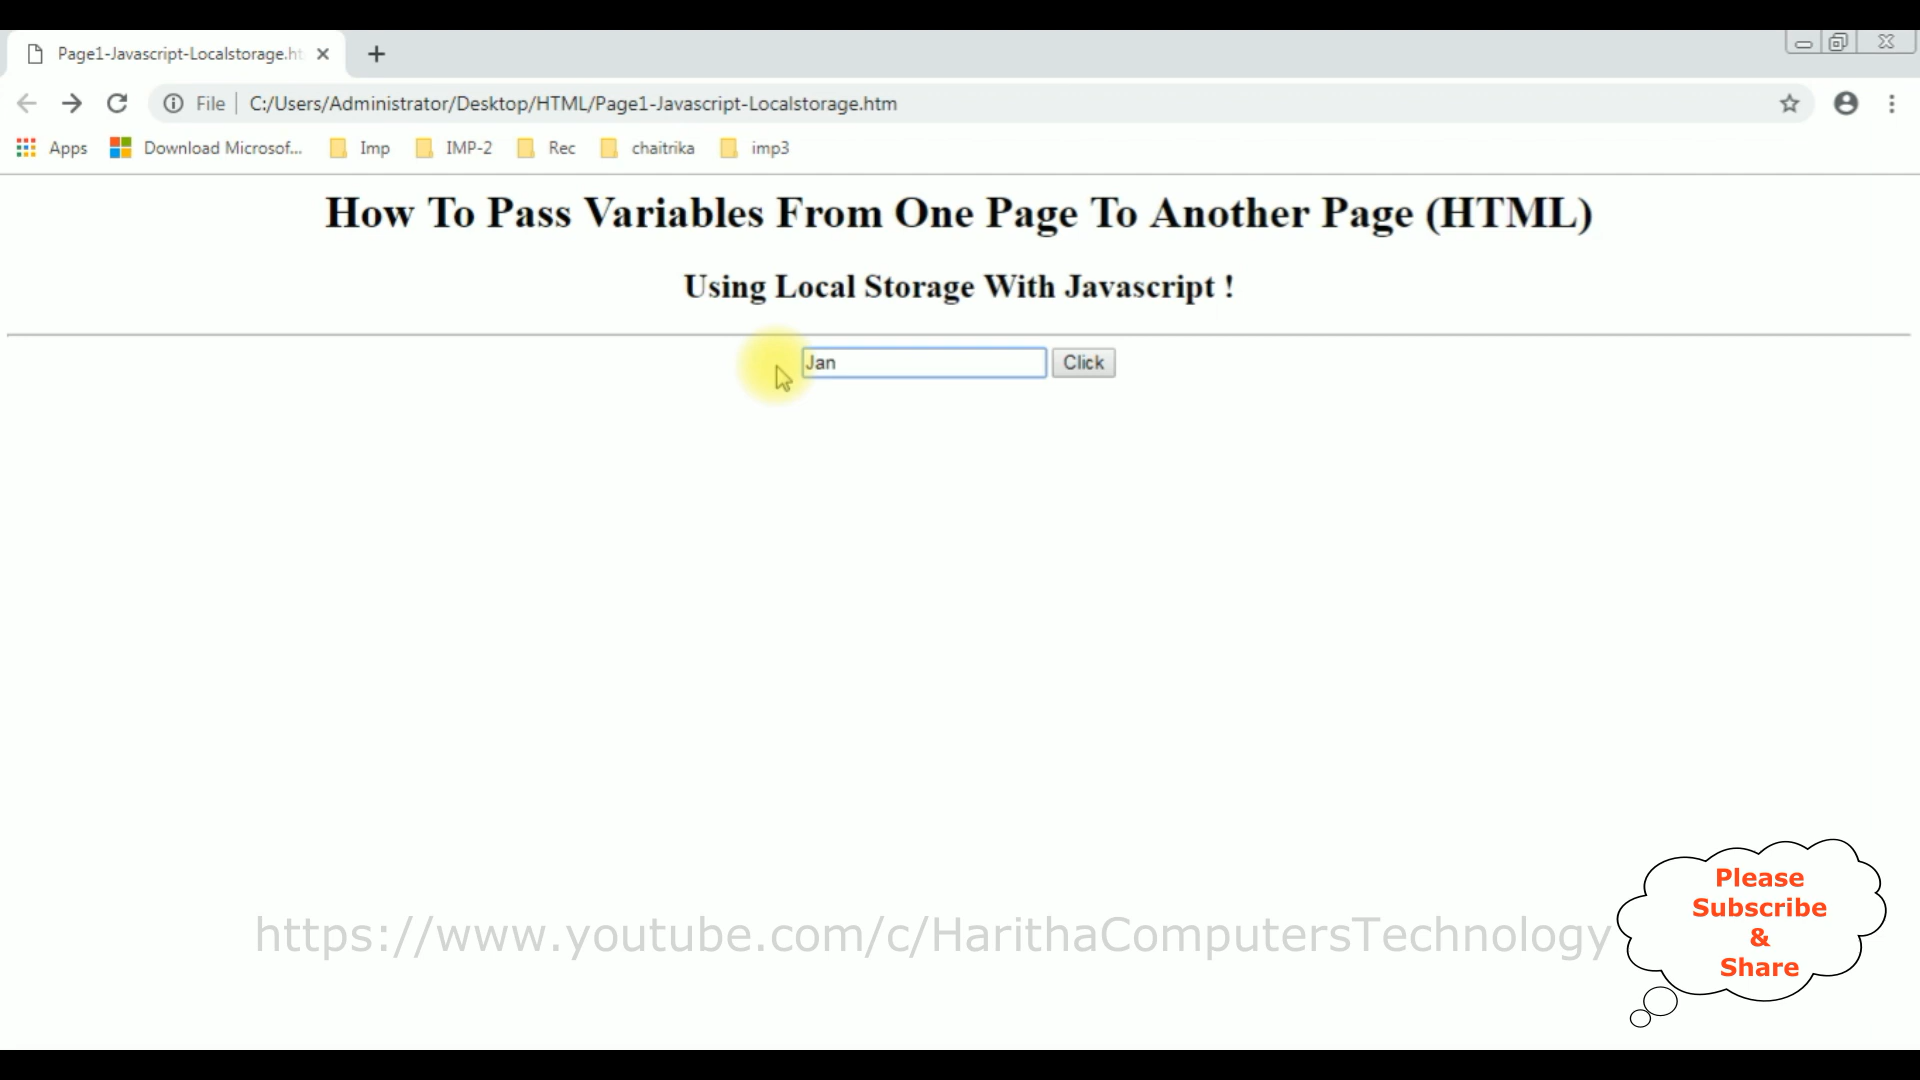 Page1-Javascript-Localstorage.ht
File
C:/Users/Administrator/Desktop/HTML/Page1-Javascript-Localstorage.htm
Apps
Download Microsof...
Imp
IMP-2
Rec
chaitrika
imp3
How To Pass Variables From One Page To Another Page (HTML)
Using Local Storage With Javascript !
Jan
Click
https://www.youtube.com/c/HarithaComputersTechnology
Please
Subscribe
&
Share